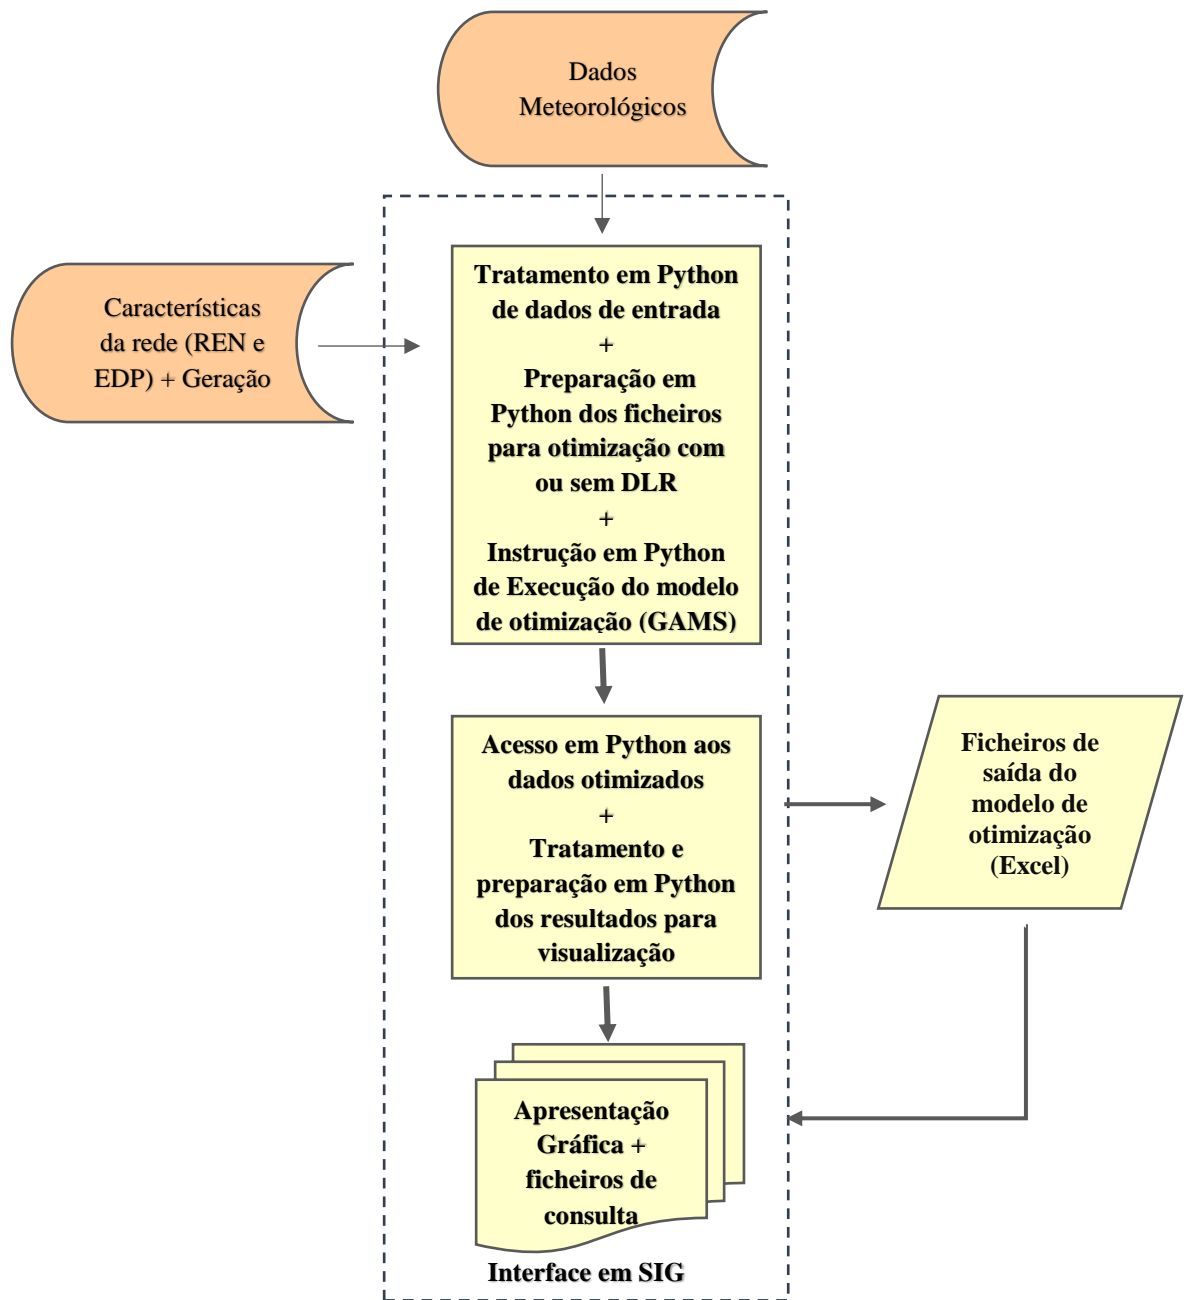 Dados
Meteorológicos
Características
da rede (REN e
EDP) + Geração
Tratamento em Python
de dados de entrada
+
Preparação em
Python dos ficheiros
para otimização com
ou sem DLR
+
Instrução em Python
de Execução do modelo
de otimização (GAMS)
Acesso em Python aos
dados otimizados
+
Tratamento e
preparação em Python
dos resultados para
visualização
Ficheiros de
saída do
modelo de
otimização
(Excel)
Apresentação
Gráfica +
ficheiros de
consulta
Interface em SIG